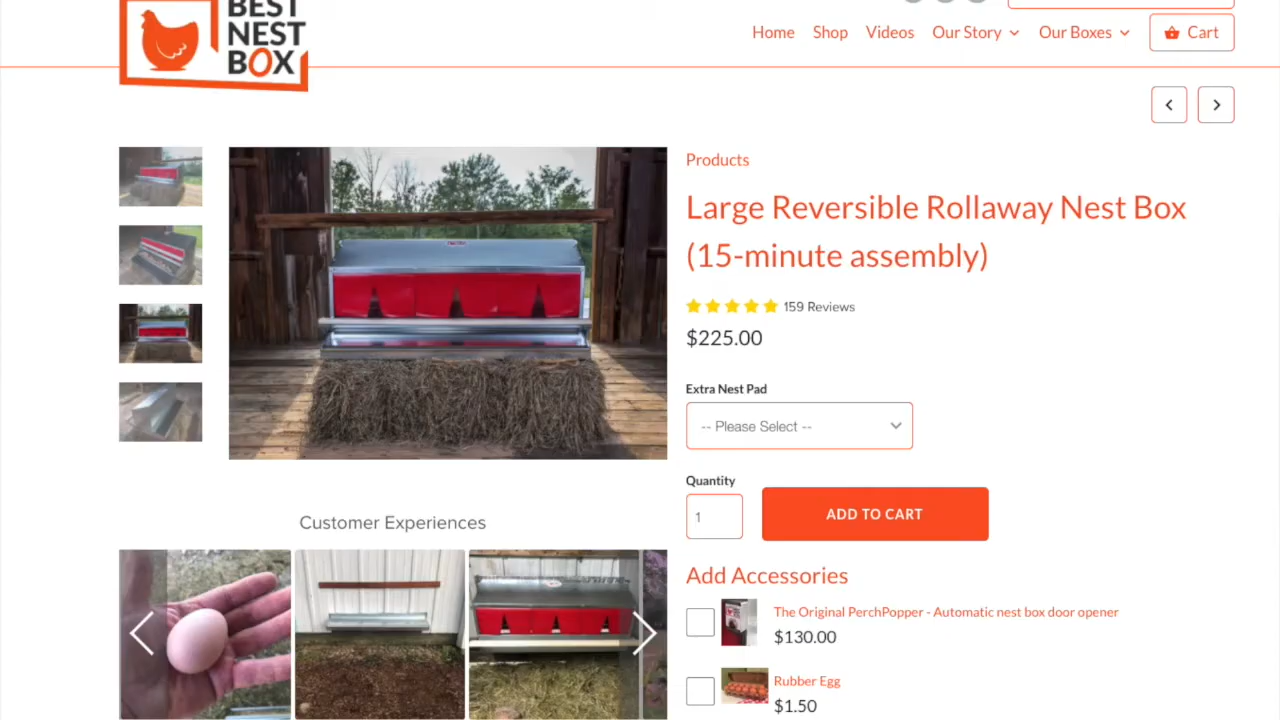 BEST
NEST
BOX
Home
Shop
Videos
Our Story
Our Boxes
Cart
Products
Large Reversible Rollaway Nest Box
(15-minute assembly)
159 Reviews
$225.00
Extra Nest Pad
-- Please Select --
Quantity
1
ADD TO CART
Customer Experiences
Add Accessories
The Original PerchPopper - Automatic nest box door opener
$130.00
Rubber Egg
$1.50